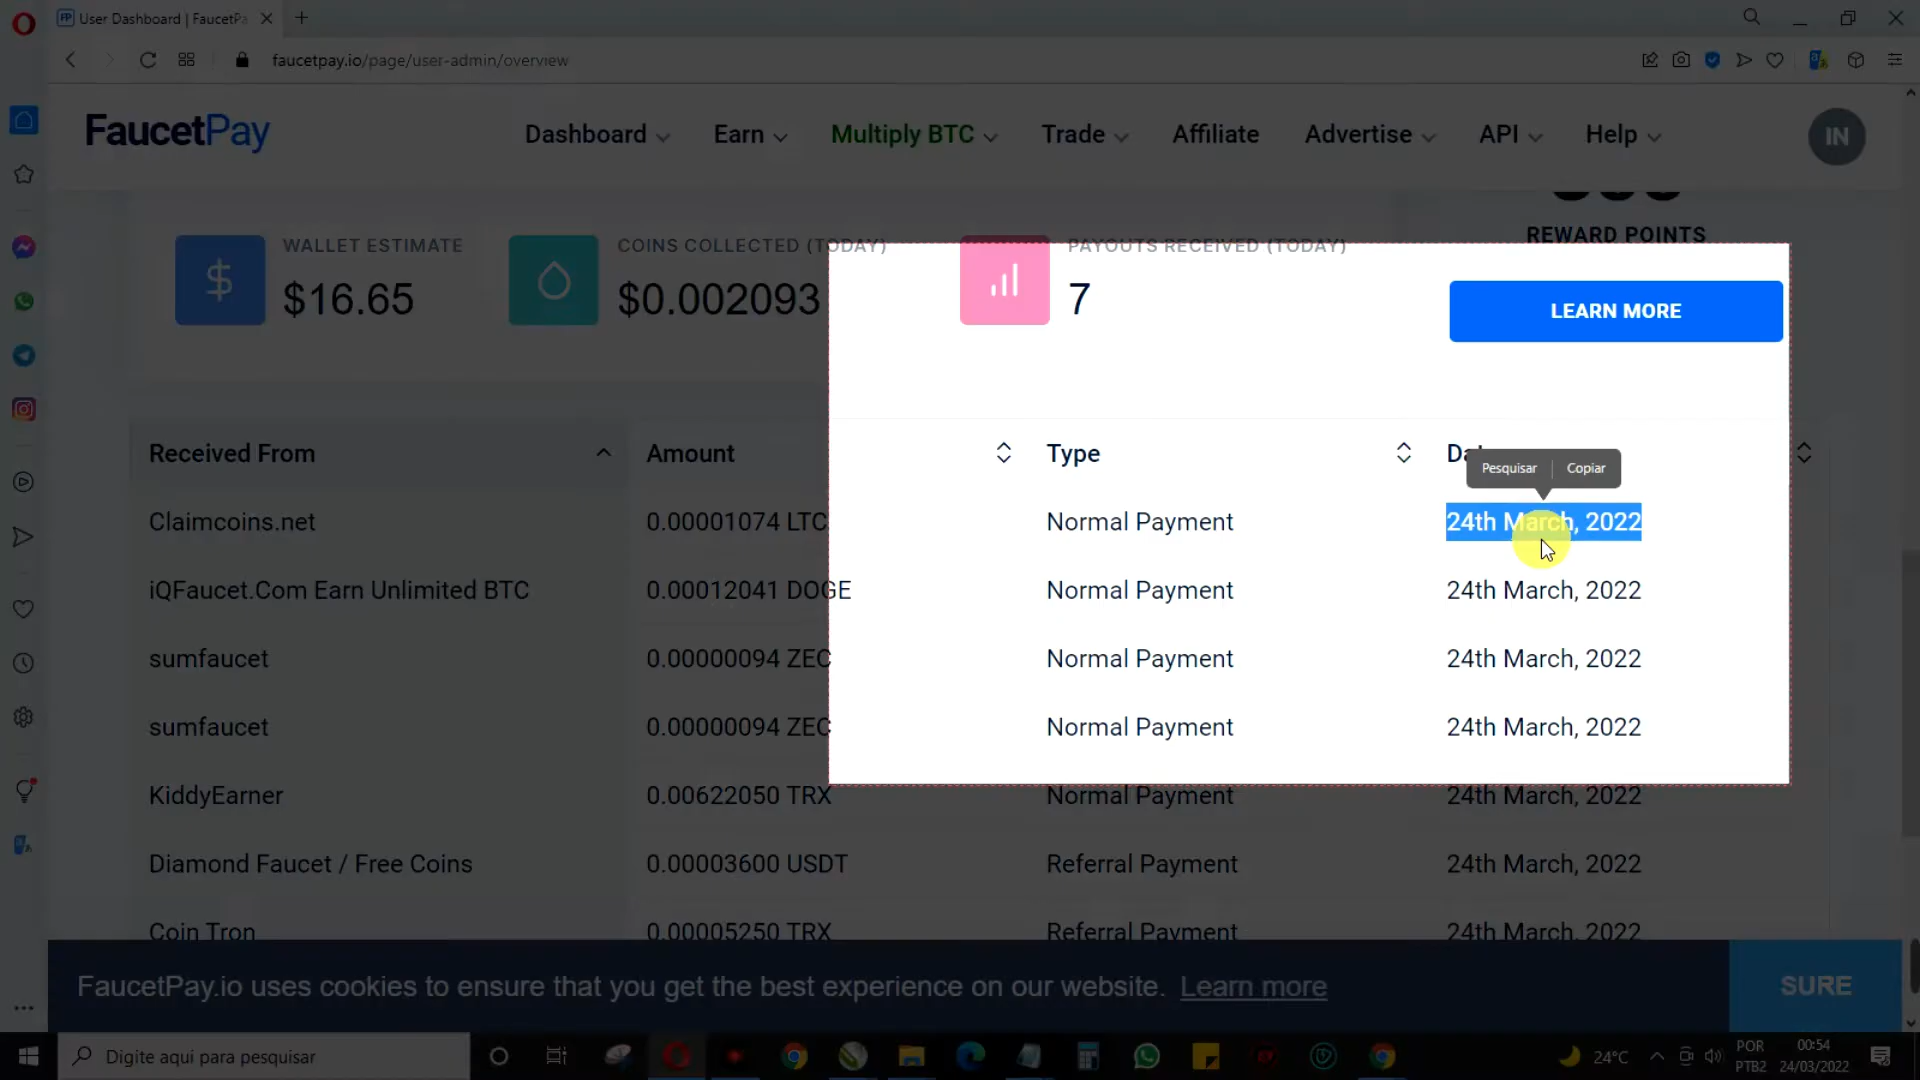 User Dashboard | FaucetPa
faucetpay.io/page/user-admin/overview
FaucetPay
Dashboard
Earn
Multiply BTC
Trade
Affiliate
Advertise
API
Help
IN
WALLET ESTIMATE
$16.65
COINS COLLECTED (TODAY)
$0.002093
PAYOUTS RECEIVED (TODAY)
7
REWARD POINTS
LEARN MORE
Received From Amount Type
Pesquisar Copiar
Claimcoins.net 0.00001074 LTC Normal Payment 24th March, 2022
iQFaucet.Com Earn Unlimited BTC 0.00012041 DOGE Normal Payment 24th March, 2022
sumfaucet 0.00000094 ZEC Normal Payment 24th March, 2022
sumfaucet 0.00000094 ZEC Normal Payment 24th March, 2022
KiddyEarner 0.00622050 TRX Normal Payment 24th March, 2022
Diamond Faucet / Free Coins 0.00003600 USDT Referral Payment 24th March, 2022
Coin Tron 0.00005250 TRX Referral Payment 24th March, 2022
FaucetPay.io uses cookies to ensure that you get the best experience on our website. Learn more
SURE
Digite aqui para pesquisar
24°C
POR
PTB2
00:54
24/03/2022